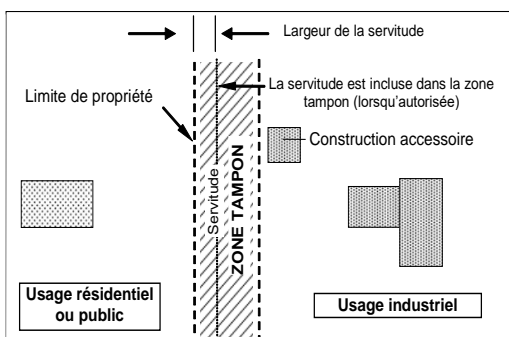 Largeur de la servitude
Limite de propriété
La servitude est incluse dans la zone
tampon (lorsqu'autorisée)
Construction accessoire
Servitude
ZONE TAMPON
Usage résidentiel
ou public
Usage industriel